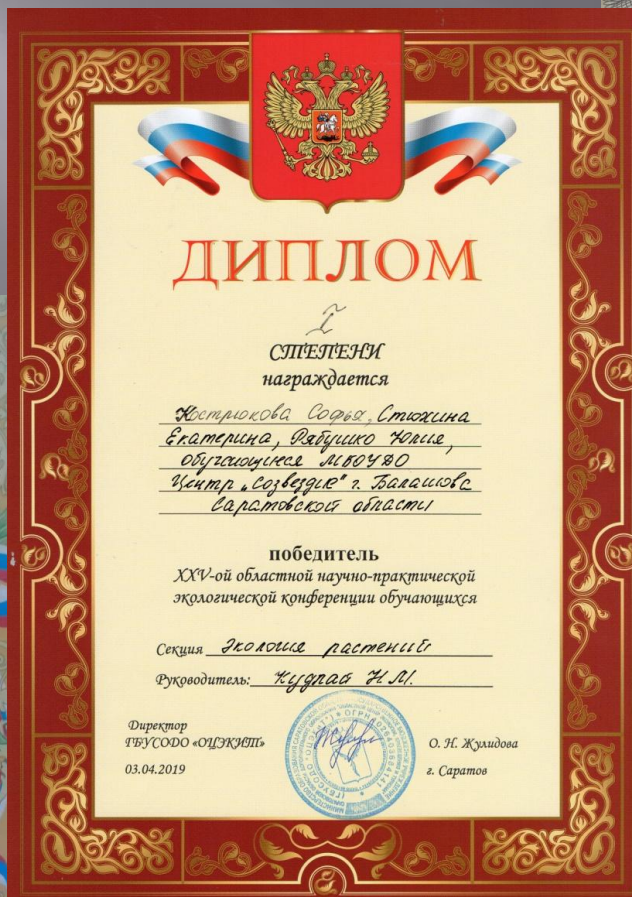 ДИПЛОМ
I
СТЕПЕНИ
награждается
Кострюкова Софья, Стюхина
Екатерина, Рябушко Юлия,
обучающиеся МБОУДО
Центр „Созвездие" г. Балашова
Саратовской области
победитель
XXV-ой областной научно-практической
экологической конференции обучающихся
Секция Экология растений
Руководитель: Кудрай Н.М.
Директор
ГБУСОДО «ОЦЭКИТ»
О. Н. Жулидова
03.04.2019
г. Саратов